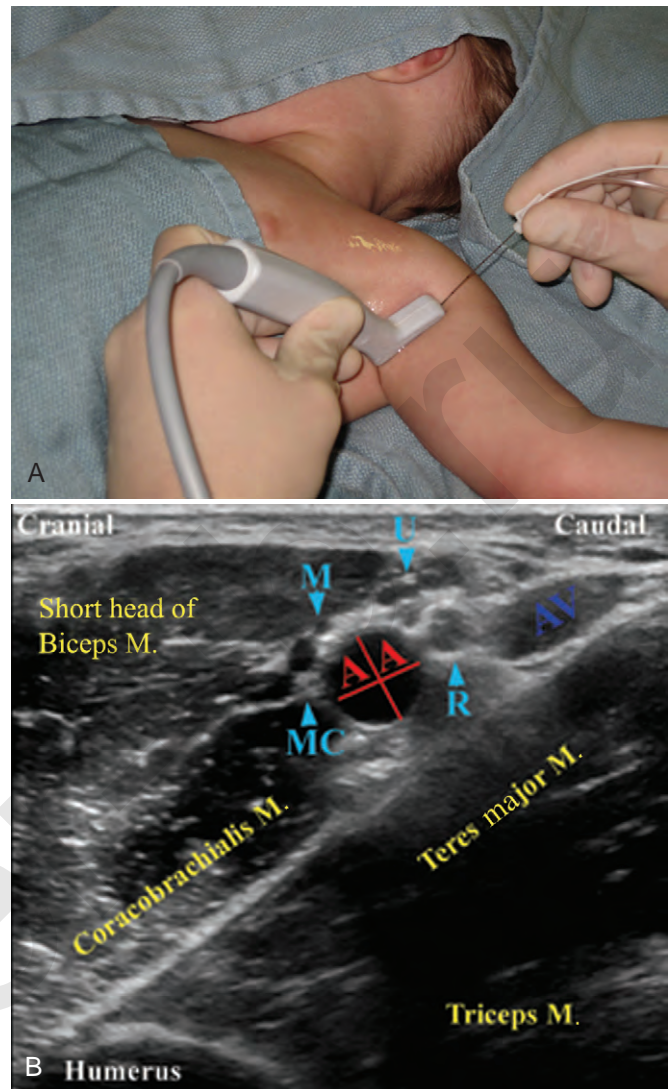 A
Cranial
Caudal
U
M
Short head of
Biceps M.
AV
A A
R
MC
Coracobrachialis M.
Teres major M.
Triceps M.
B
Humerus